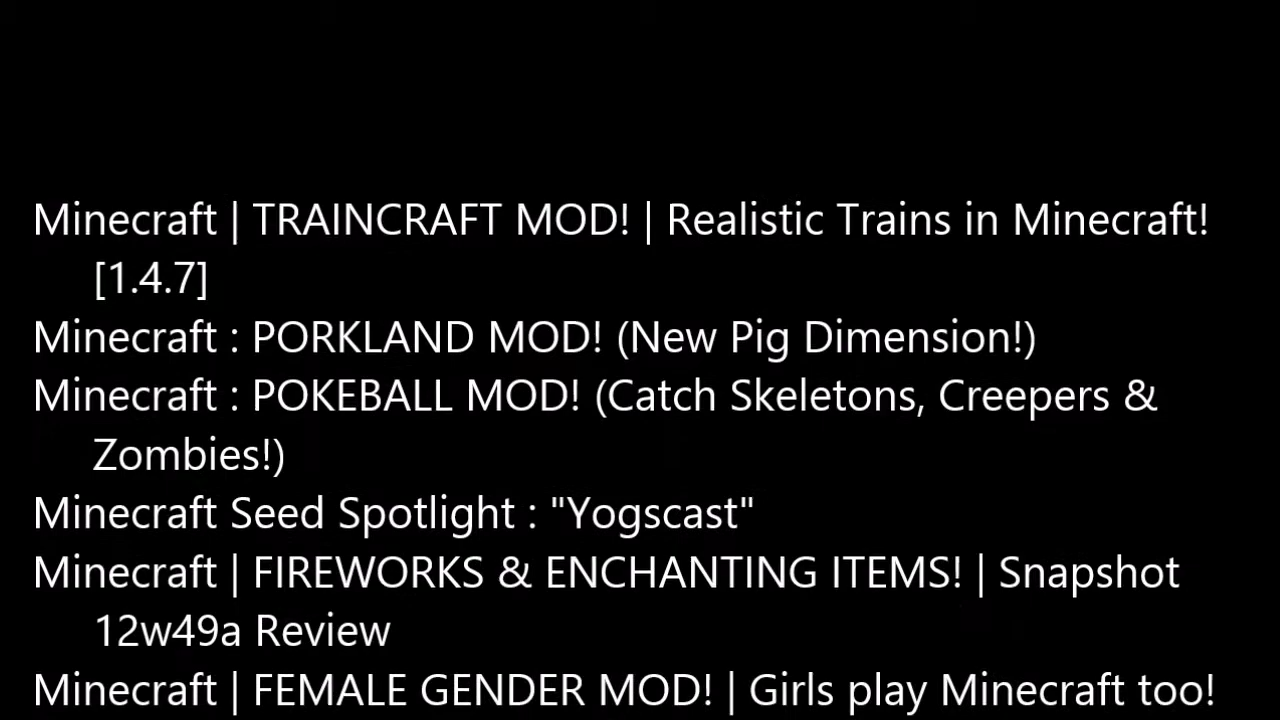 Minecraft | TRAINCRAFT MOD! | Realistic Trains in Minecraft!
[1.4.7]
Minecraft : PORKLAND MOD! (New Pig Dimension!)
Minecraft : POKEBALL MOD! (Catch Skeletons, Creepers &
Zombies!)
Minecraft Seed Spotlight : "Yogscast"
Minecraft | FIREWORKS & ENCHANTING ITEMS! | Snapshot
12w49a Review
Minecraft | FEMALE GENDER MOD! | Girls play Minecraft too!